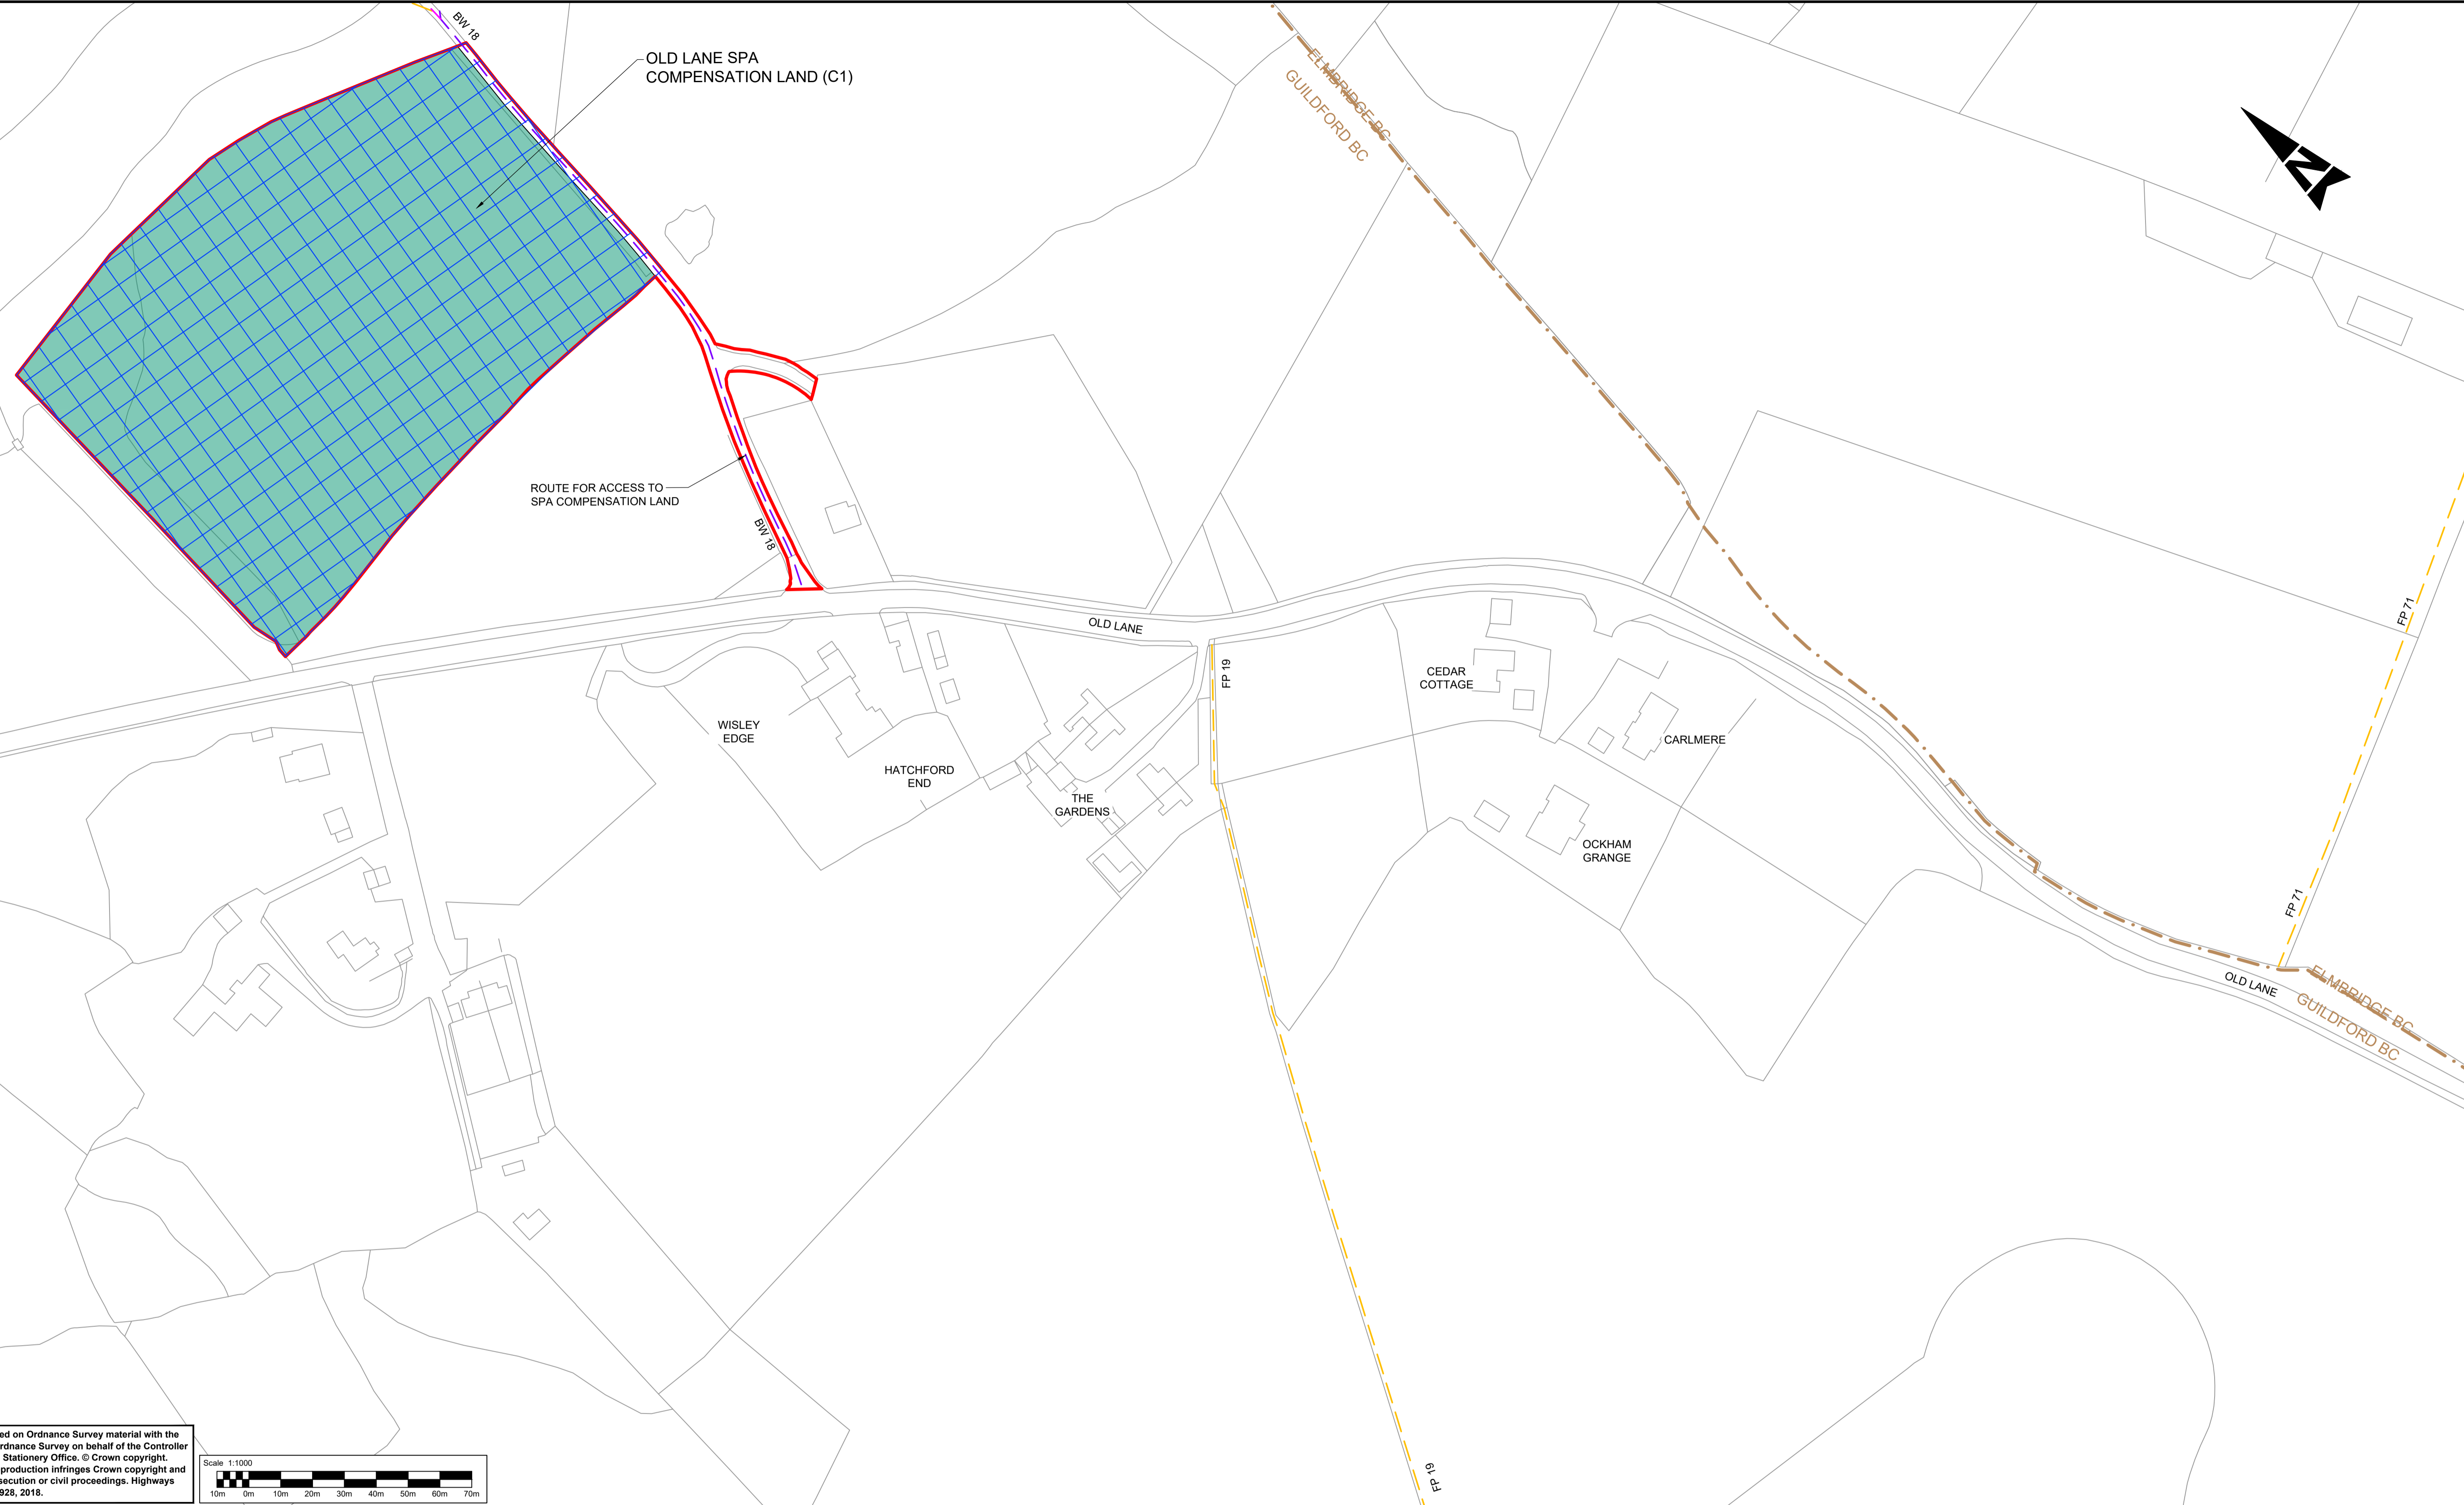 BW 18
OLD LANE SPA
COMPENSATION LAND (C1)
ELMBRIDGE BC
GUILDFORD BC
N
ROUTE FOR ACCESS TO
SPA COMPENSATION LAND
BW 18
OLD LANE
FP 19
CEDAR
COTTAGE
FP 71
WISLEY
EDGE
HATCHFORD
END
THE
GARDENS
CARLMERE
OCKHAM
GRANGE
FP 71
OLD LANE
ELMBRIDGE BC
GUILDFORD BC
FP 19
ed on Ordnance Survey material with the
rdnance Survey on behalf of the Controller
Stationery Office. © Crown copyright.
production infringes Crown copyright and
secution or civil proceedings. Highways
928, 2018.
Scale 1:1000
10m 0m 10m 20m 30m 40m 50m 60m 70m